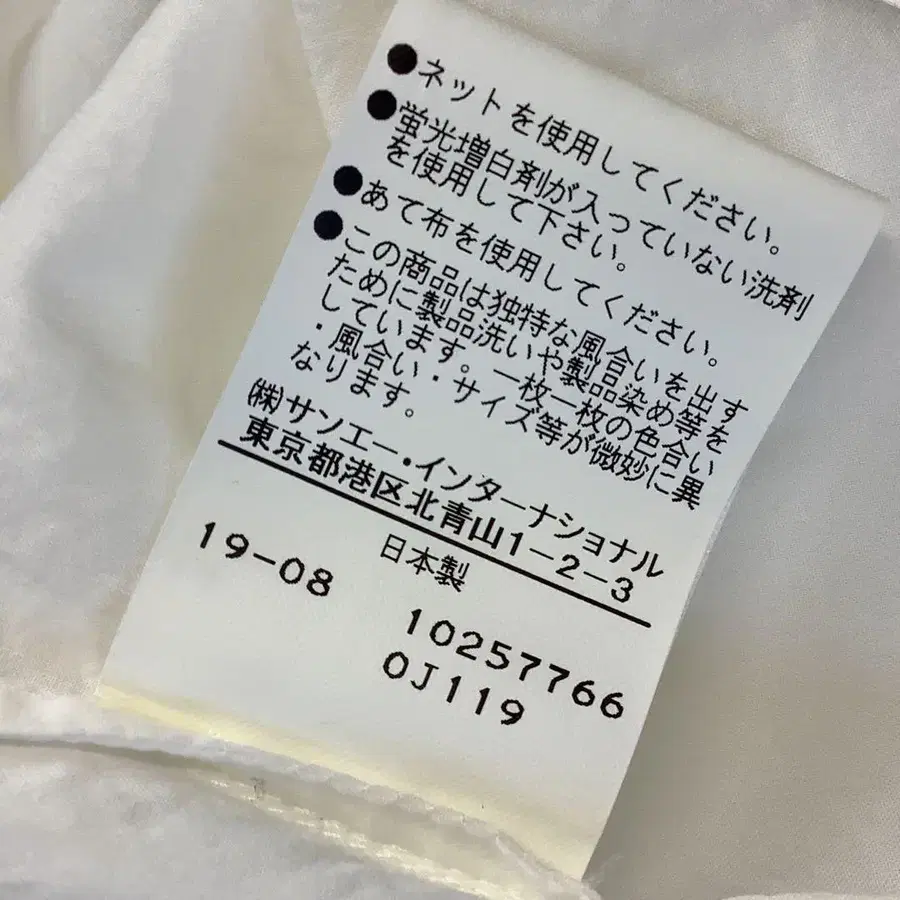 ●ネットを使用してください。
●蛍光増白剤が入っていない洗剤
を使用して下さい。
●あて布を使用してください。
●この商品は独特な風合いを出す
ために製品洗いや製品染め等を
しています。一枚一枚の色合い
・風合い・サイズ等が微妙に異
なります。
㈱サンエー・インターナショナル
東京都港区北青山1-2-3
日本製
19-08
10257766
0J119